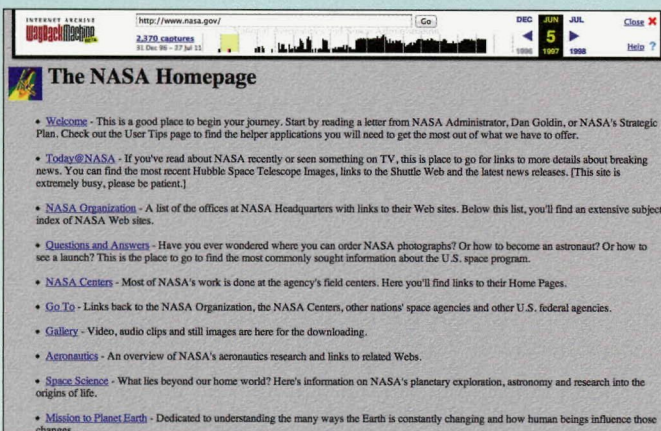 INTERNET ARCHIVE
WayBackMachine
BETA
http://www.nasa.gov/
Go
2,370 captures
31 Dec 96 - 27 Jul 11
DEC JUN JUL
5
1996 1997 1998
Close
Help ?
The NASA Homepage
• Welcome - This is a good place to begin your journey. Start by reading a letter from NASA Administrator, Dan Goldin, or NASA's Strategic
Plan. Check out the User Tips page to find the helper applications you will need to get the most out of what we have to offer.
• Today@NASA - If you've read about NASA recently or seen something on TV, this is place to go for links to more details about breaking
news. You can find the most recent Hubble Space Telescope Images, links to the Shuttle Web and the latest news releases. [This site is
extremely busy, please be patient.]
• NASA Organization - A list of the offices at NASA Headquarters with links to their Web sites. Below this list, you'll find an extensive subject
index of NASA Web sites.
• Questions and Answers - Have you ever wondered where you can order NASA photographs? Or how to become an astronaut? Or how to
see a launch? This is the place to go to find the most commonly sought information about the U.S. space program.
• NASA Centers - Most of NASA's work is done at the agency's field centers. Here you'll find links to their Home Pages.
• Go To - Links back to the NASA Organization, the NASA Centers, other nations' space agencies and other U.S. federal agencies.
• Gallery - Video, audio clips and still images are here for the downloading.
• Aeronautics - An overview of NASA's aeronautics research and links to related Webs.
• Space Science - What lies beyond our home world? Here's information on NASA's planetary exploration, astronomy and research into the
origins of life.
• Mission to Planet Earth - Dedicated to understanding the many ways the Earth is constantly changing and how human beings influence those
changes.